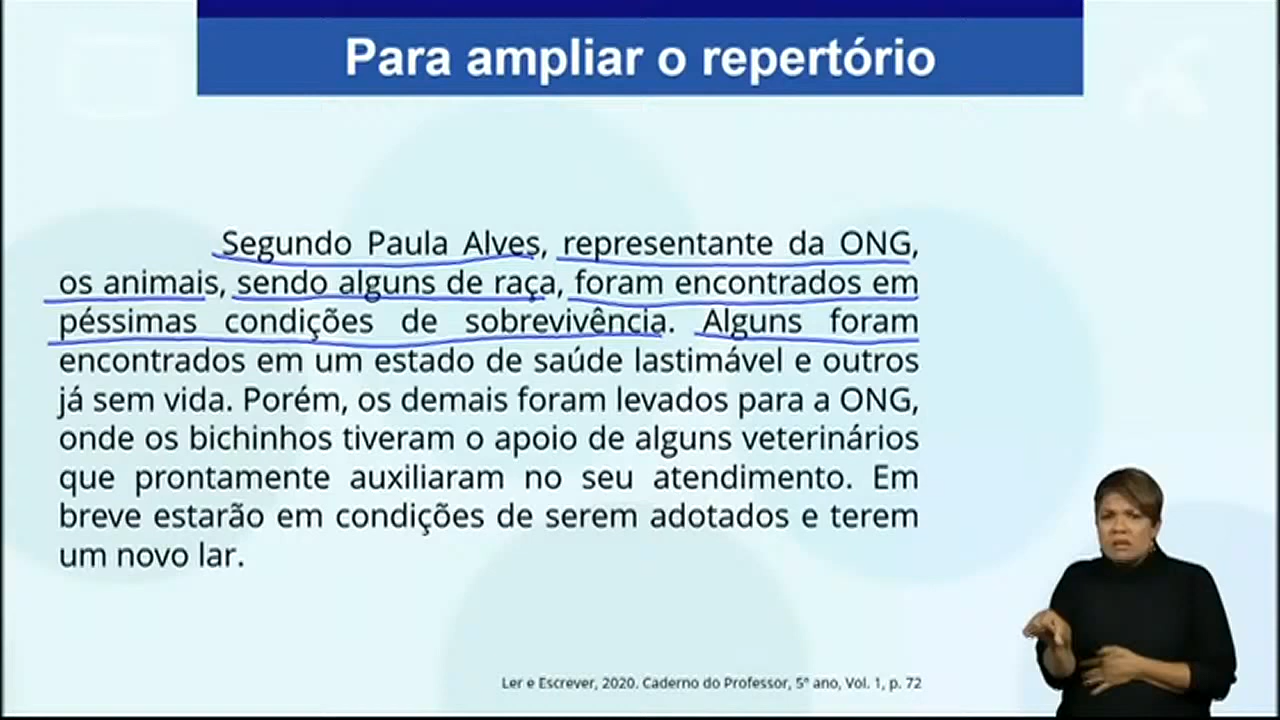 Para ampliar o repertório
Segundo Paula Alves, representante da ONG,
os animais, sendo alguns de raça, foram encontrados em
péssimas condições de sobrevivência. Alguns foram
encontrados em um estado de saúde lastimável e outros
já sem vida. Porém, os demais foram levados para a ONG,
onde os bichinhos tiveram o apoio de alguns veterinários
que prontamente auxiliaram no seu atendimento. Em
breve estarão em condições de serem adotados e terem
um novo lar.
Ler e Escrever, 2020. Caderno do Professor, 5º ano, Vol. 1, p. 72